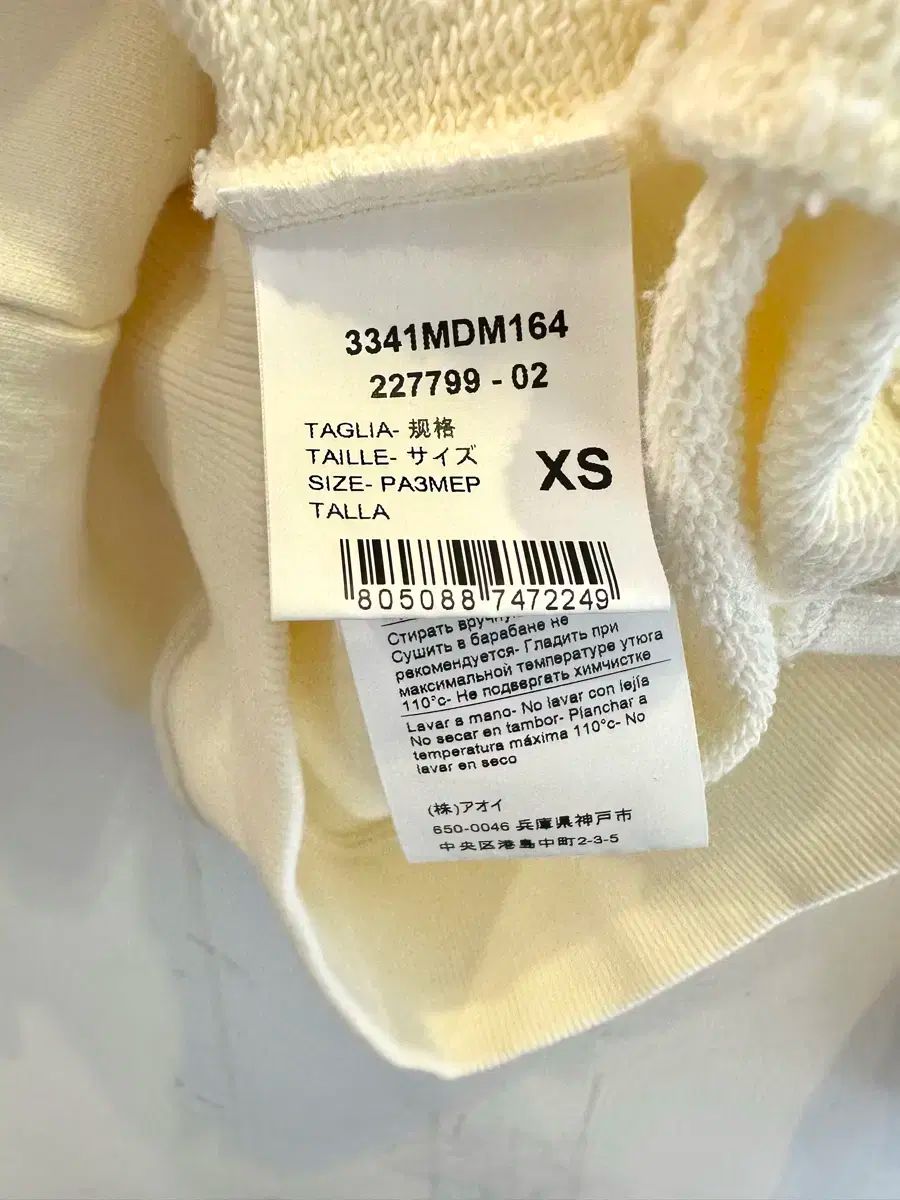 3341MDM164
227799 - 02
TAGLIA- 规格
TAILLE- サイズ
SIZE- РАЗМЕР
TALLA
XS
805088 7472249
Стирать вручную
Сушить в барабане не
рекомендуется- Гладить при
максимальной температуре утюга
110°c- Не подвергать химчистке
Lavar a mano- No lavar con lejía
No secar en tambor- Planchar a
temperatura máxima 110°c- No
lavar en seco
(株)アオイ
650-0046 兵庫県神戸市
中央区港島中町2-3-5